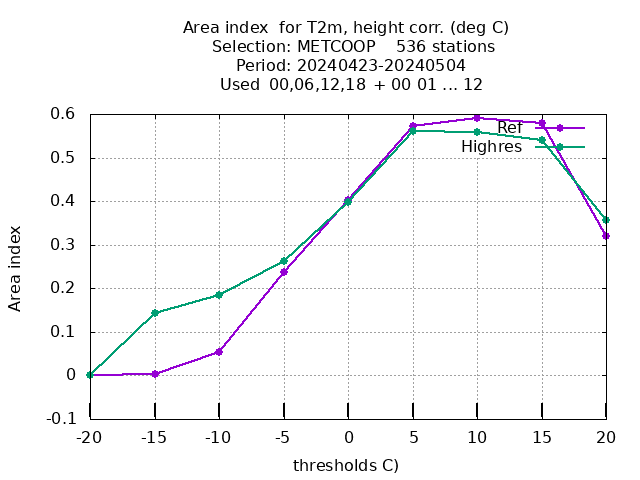 Area index  for T2m, height corr. (deg C)
Selection: METCOOP    536 stations
Period: 20240423-20240504
Used  00,06,12,18  + 00 01 ... 12
0.6
Ref
Highres
0.5
0.4
0.3
0.2
0.1
0
-0.1
Area index
-20 -15 -10 -5 0 5 10 15 20
thresholds C)